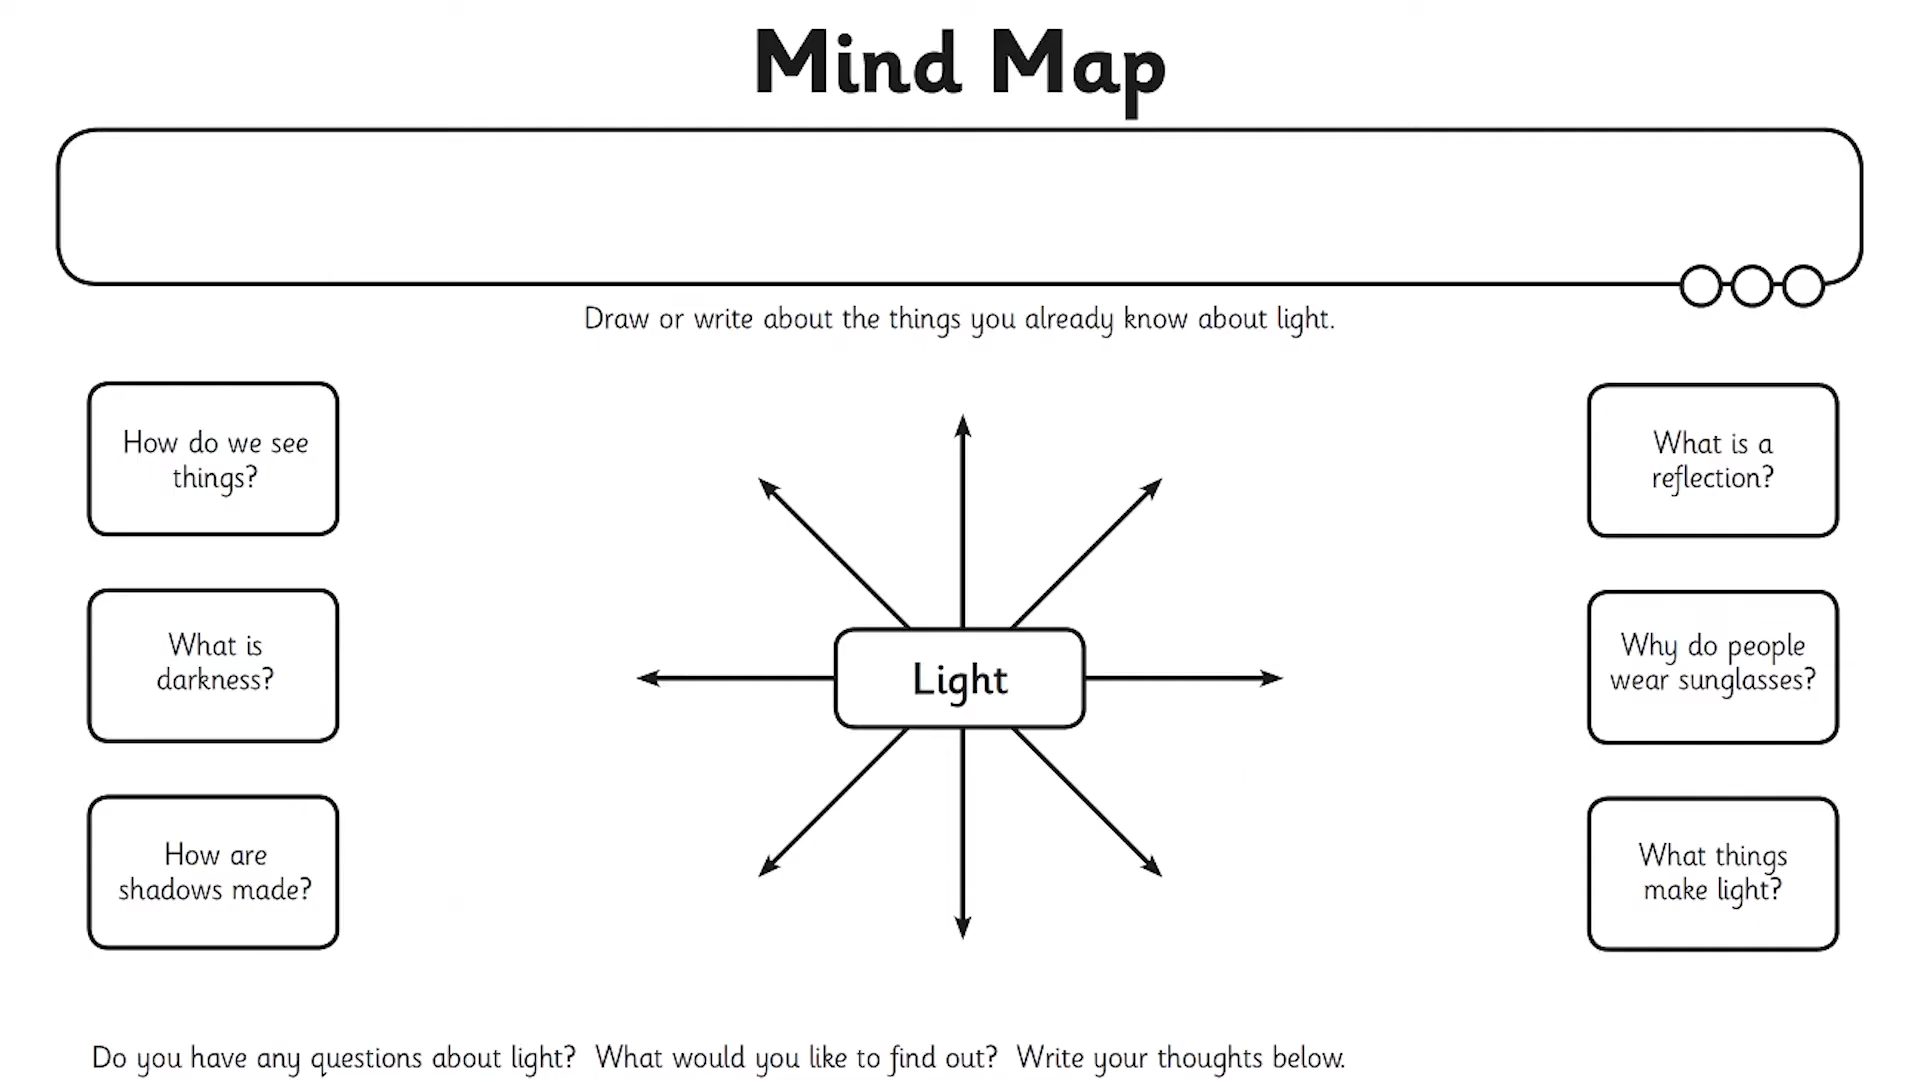 Mind Map
Draw or write about the things you already know about light.
How do we see
things?
What is
darkness?
How are
shadows made?
Light
What is a
reflection?
Why do people
wear sunglasses?
What things
make light?
Do you have any questions about light? What would you like to find out? Write your thoughts below.